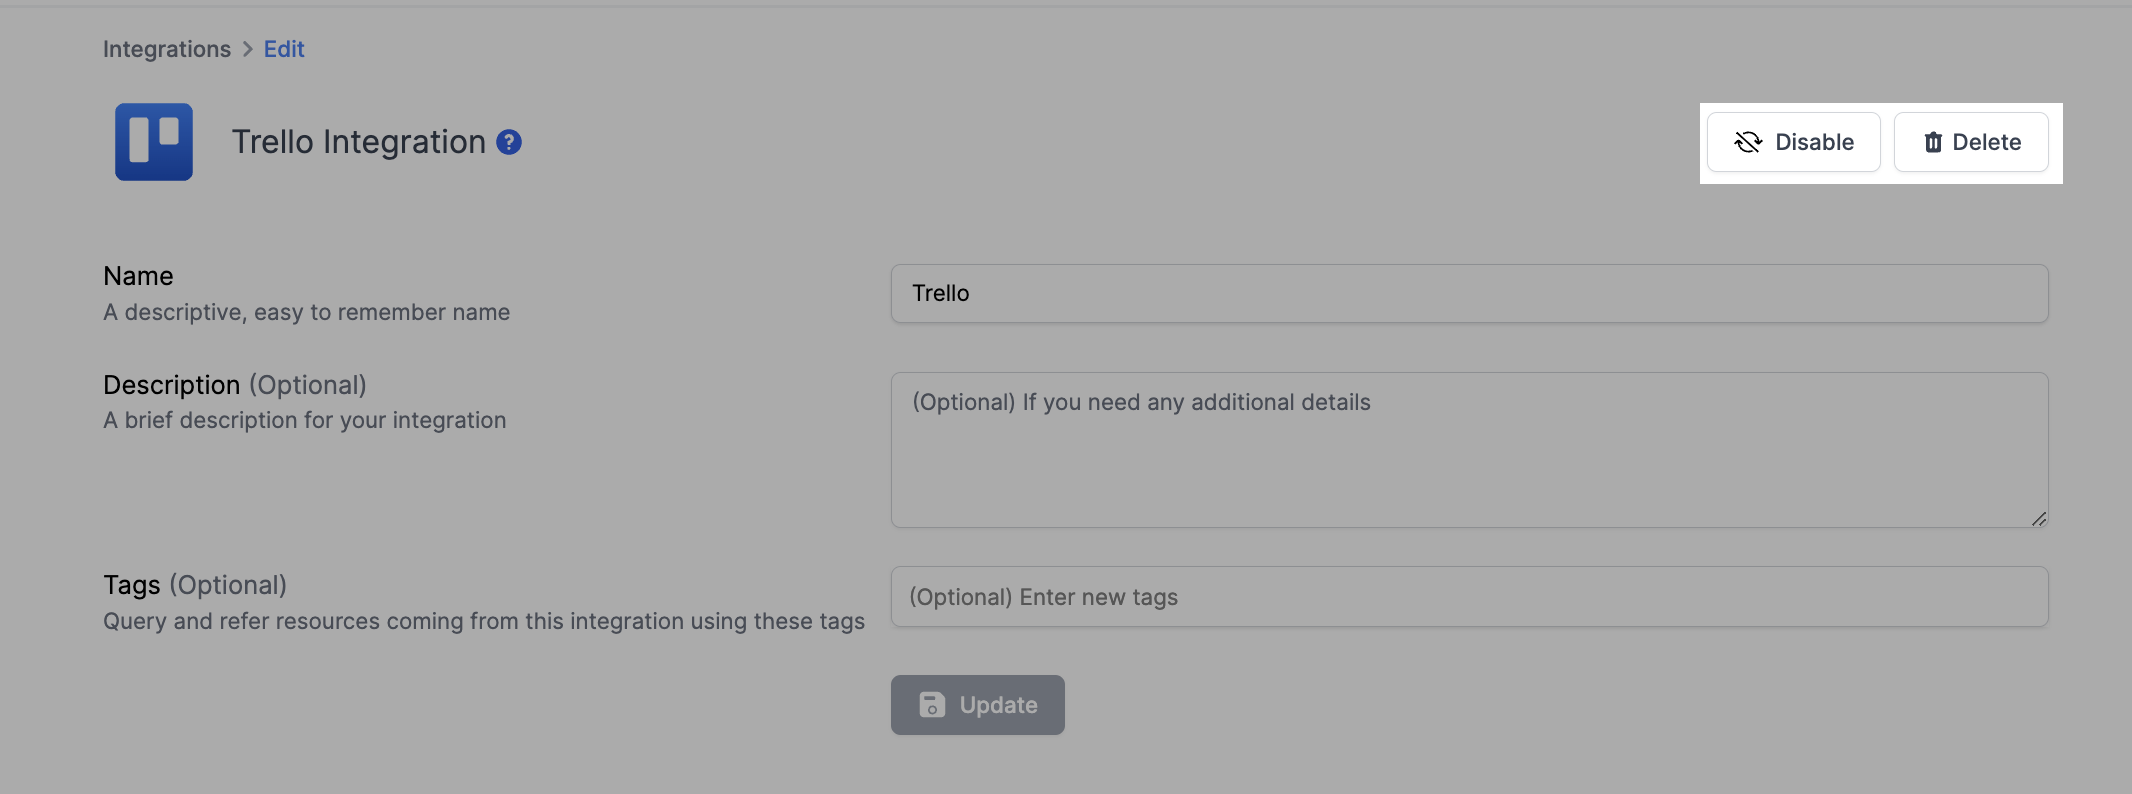 Integrations > Edit
Trello Integration ?
Disable
Delete
Name
A descriptive, easy to remember name
Trello
Description (Optional)
A brief description for your integration
(Optional) If you need any additional details
Tags (Optional)
Query and refer resources coming from this integration using these tags
(Optional) Enter new tags
Update